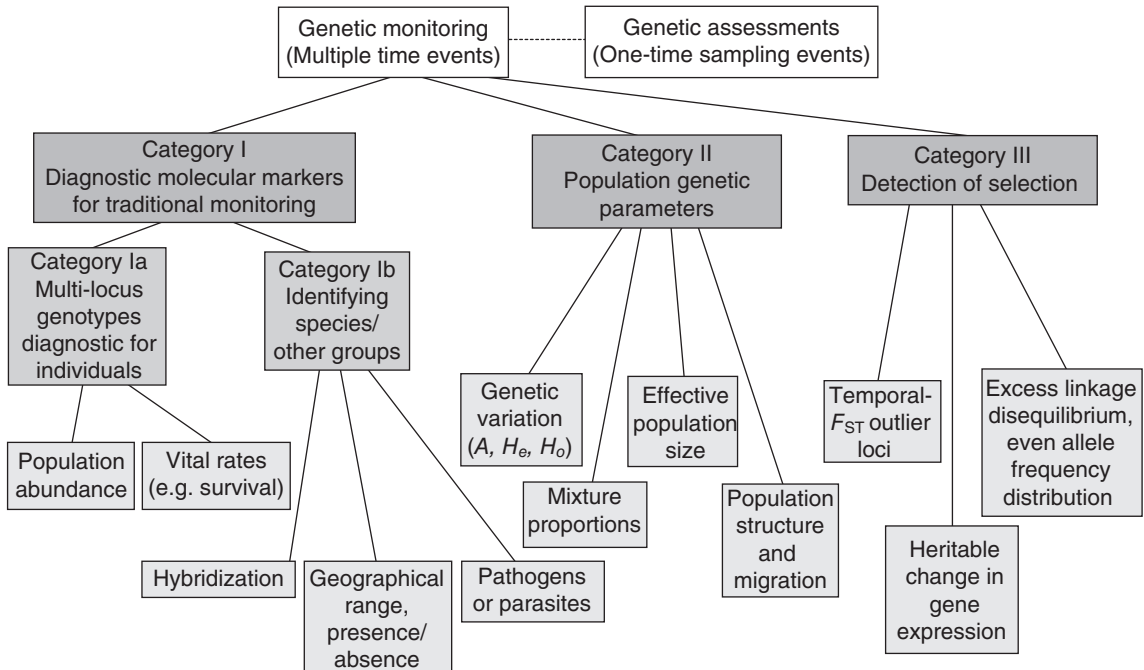 Genetic monitoring
(Multiple time events)
Genetic assessments
(One-time sampling events)
Category I
Diagnostic molecular markers
for traditional monitoring
Category II
Population genetic
parameters
Category III
Detection of selection
Category Ia
Multi-locus
genotypes
diagnostic for
individuals
Category Ib
Identifying
species/
other groups
Population
abundance
Vital rates
(e.g. survival)
Hybridization
Geographical
range,
presence/
absence
Pathogens
or parasites
Genetic
variation
(A, He, Ho)
Mixture
proportions
Effective
population
size
Population
structure
and
migration
Temporal-
FST outlier
loci
Heritable
change in
gene
expression
Excess linkage
disequilibrium,
even allele
frequency
distribution